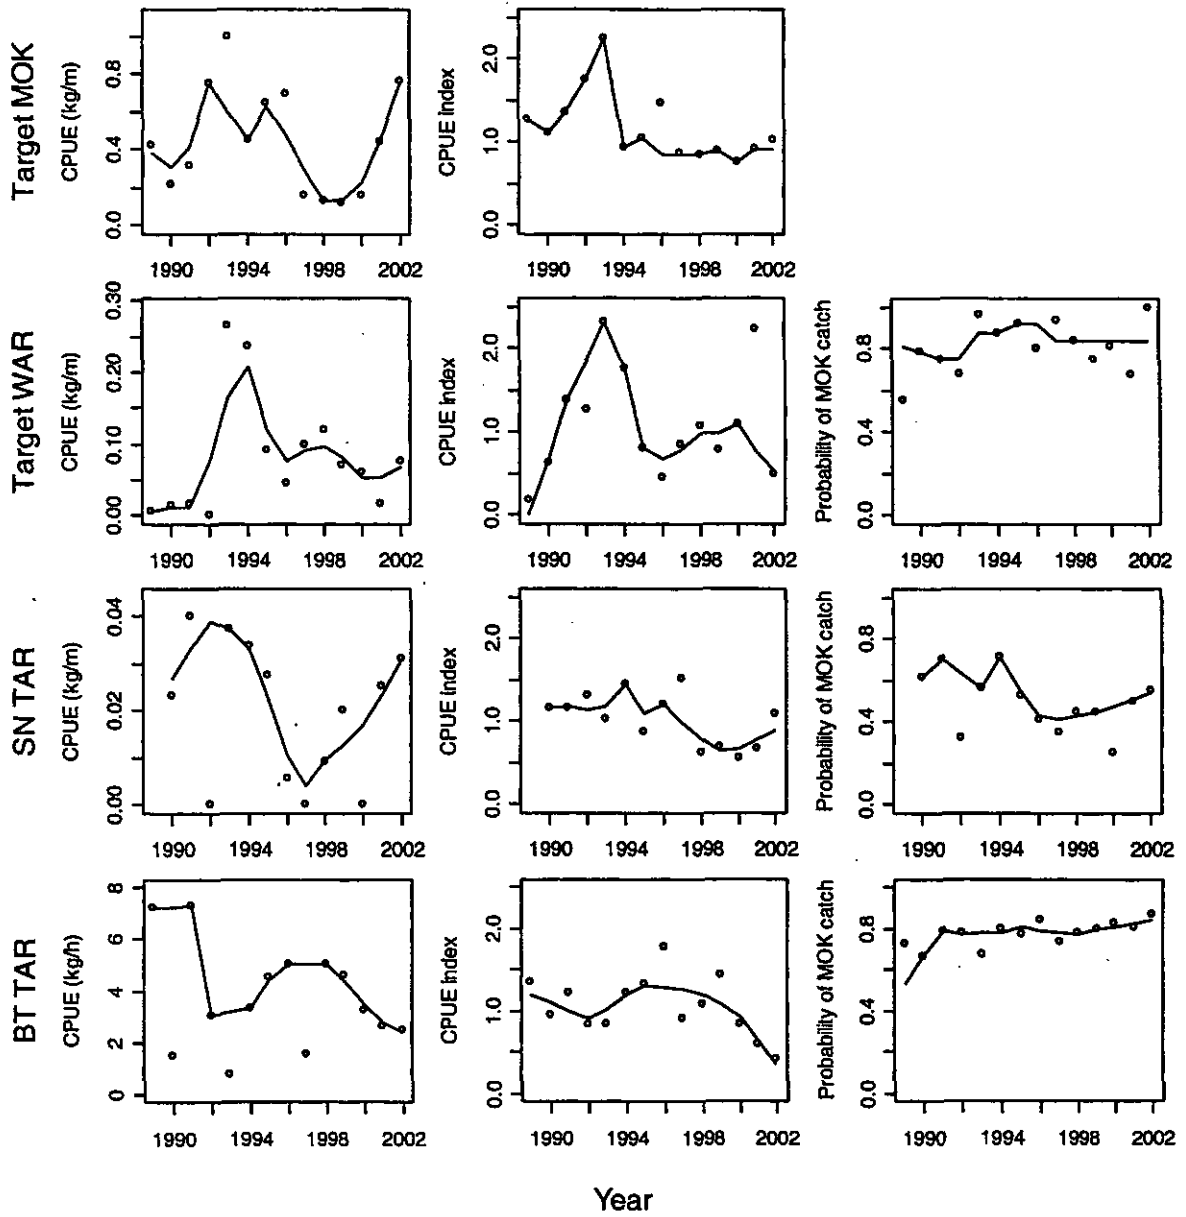 Target MOK
CPUE (kg/m)
0.0 0.4 0.8
1990 1994 1998 2002
CPUE index
0.0 1.0 2.0
1990 1994 1998 2002
Target WAR
CPUE (kg/m)
0.00 0.10 0.20 0.30
1990 1994 1998 2002
CPUE index
0.0 1.0 2.0
1990 1994 1998 2002
Probability of MOK catch
0.0 0.4 0.8
1990 1994 1998 2002
SN TAR
CPUE (kg/m)
0.00 0.02 0.04
1990 1994 1998 2002
CPUE index
0.0 1.0 2.0
1990 1994 1998 2002
Probability of MOK catch
0.0 0.4 0.8
1990 1994 1998 2002
BT TAR
CPUE (kg/h)
0 2 4 6 8
1990 1994 1998 2002
CPUE index
0.0 1.0 2.0
1990 1994 1998 2002
Probability of MOK catch
0.0 0.4 0.8
1990 1994 1998 2002
Year